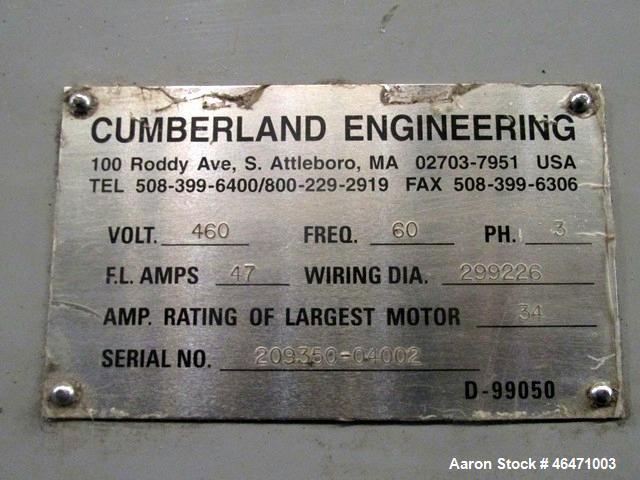 CUMBERLAND ENGINEERING
100 Roddy Ave, S. Attleboro, MA 02703-7951 USA
TEL 508-399-6400/800-229-2919 FAX 508-399-6306
VOLT. 460 FREQ. 60 PH. 3
F.L. AMPS 47 WIRING DIA. 299226
AMP. RATING OF LARGEST MOTOR 34
SERIAL NO. 209350-04002
D-99050
Aaron Stock # 46471003